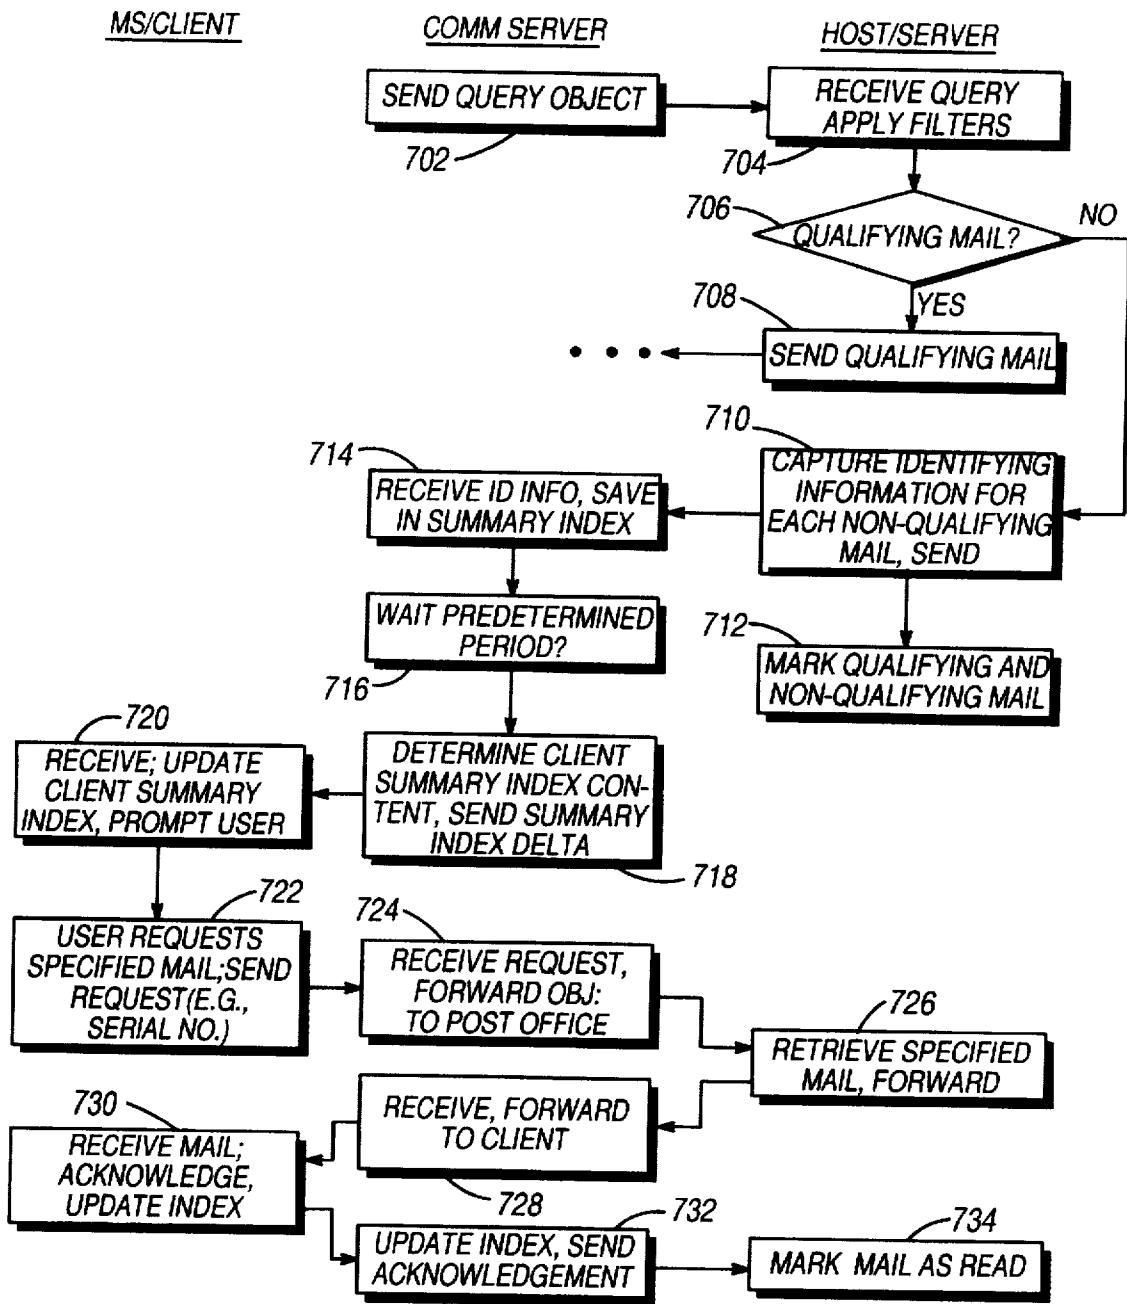 MS/CLIENT
COMM SERVER
HOST/SERVER
SEND QUERY OBJECT
702
RECEIVE QUERY
APPLY FILTERS
704
706
QUALIFYING MAIL?
NO
YES
708
SEND QUALIFYING MAIL
710
CAPTURE IDENTIFYING
INFORMATION FOR
EACH NON-QUALIFYING
MAIL, SEND
714
RECEIVE ID INFO, SAVE
IN SUMMARY INDEX
WAIT PREDETERMINED
PERIOD?
716
712
MARK QUALIFYING AND
NON-QUALIFYING MAIL
720
RECEIVE; UPDATE
CLIENT SUMMARY
INDEX, PROMPT USER
DETERMINE CLIENT
SUMMARY INDEX CON-
TENT, SEND SUMMARY
INDEX DELTA
718
722
USER REQUESTS
SPECIFIED MAIL;SEND
REQUEST(E.G.,
SERIAL NO.)
724
RECEIVE REQUEST,
FORWARD OBJ:
TO POST OFFICE
726
RETRIEVE SPECIFIED
MAIL, FORWARD
RECEIVE, FORWARD
TO CLIENT
728
730
RECEIVE MAIL;
ACKNOWLEDGE,
UPDATE INDEX
732
UPDATE INDEX, SEND
ACKNOWLEDGEMENT
734
MARK MAIL AS READ